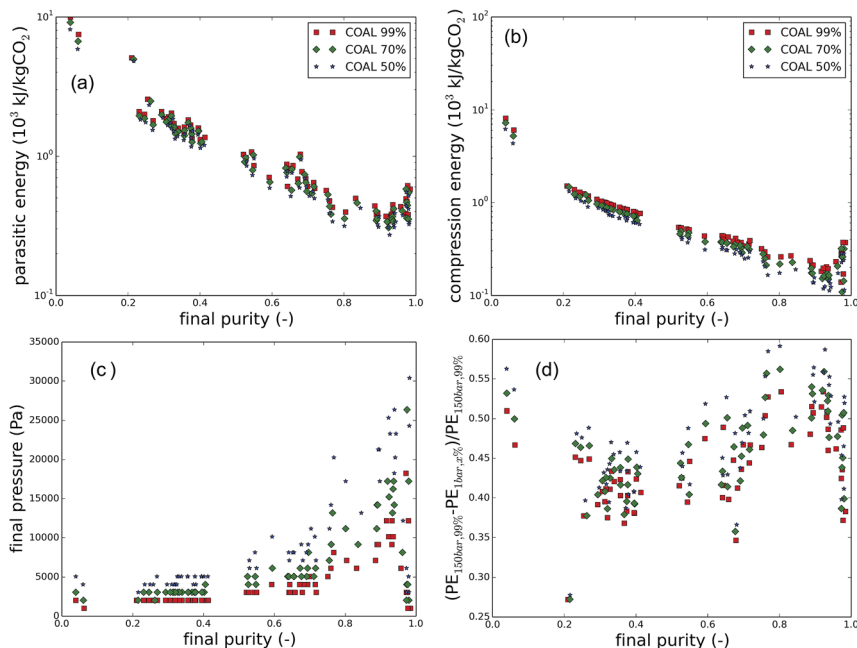 10¹
10⁰
10⁻¹
0.0
0.2
0.4
0.6
0.8
1.0
parasitic energy (10³ kJ/kgCO₂)
final purity (-)
(a)
COAL 99%
COAL 70%
COAL 50%
10²
10¹
10⁰
10⁻¹
0.0
0.2
0.4
0.6
0.8
1.0
compression energy (10³ kJ/kgCO₂)
final purity (-)
(b)
COAL 99%
COAL 70%
COAL 50%
35000
30000
25000
20000
15000
10000
5000
0
0.0
0.2
0.4
0.6
0.8
1.0
final pressure (Pa)
final purity (-)
(c)
0.60
0.55
0.50
0.45
0.40
0.35
0.30
0.25
0.0
0.2
0.4
0.6
0.8
1.0
(PE150bar,99%-PE1bar,x%)/PE150bar,99%
final purity (-)
(d)